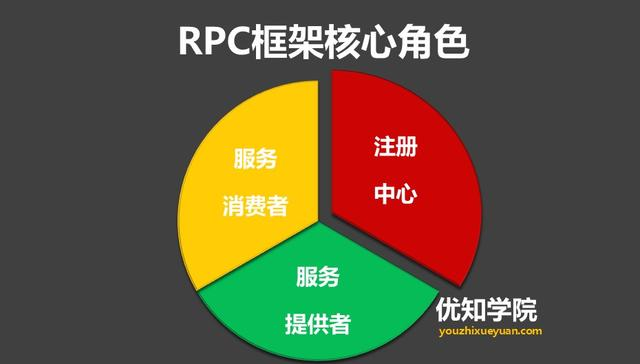 RPC框架核心角色
服务
消费者
注册
中心
服务
提供者
优知学院
youzhixueyuan.com